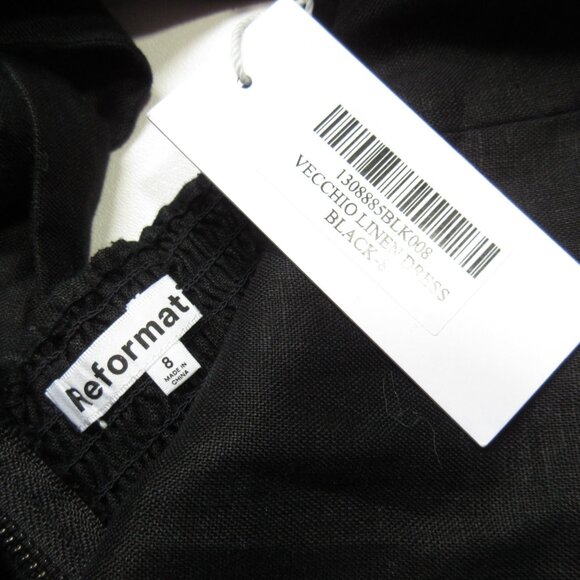 1308885BLK008
VECCHIO LINEN DRESS
BLACK-8
Reformat
8
MADE IN
CHINA